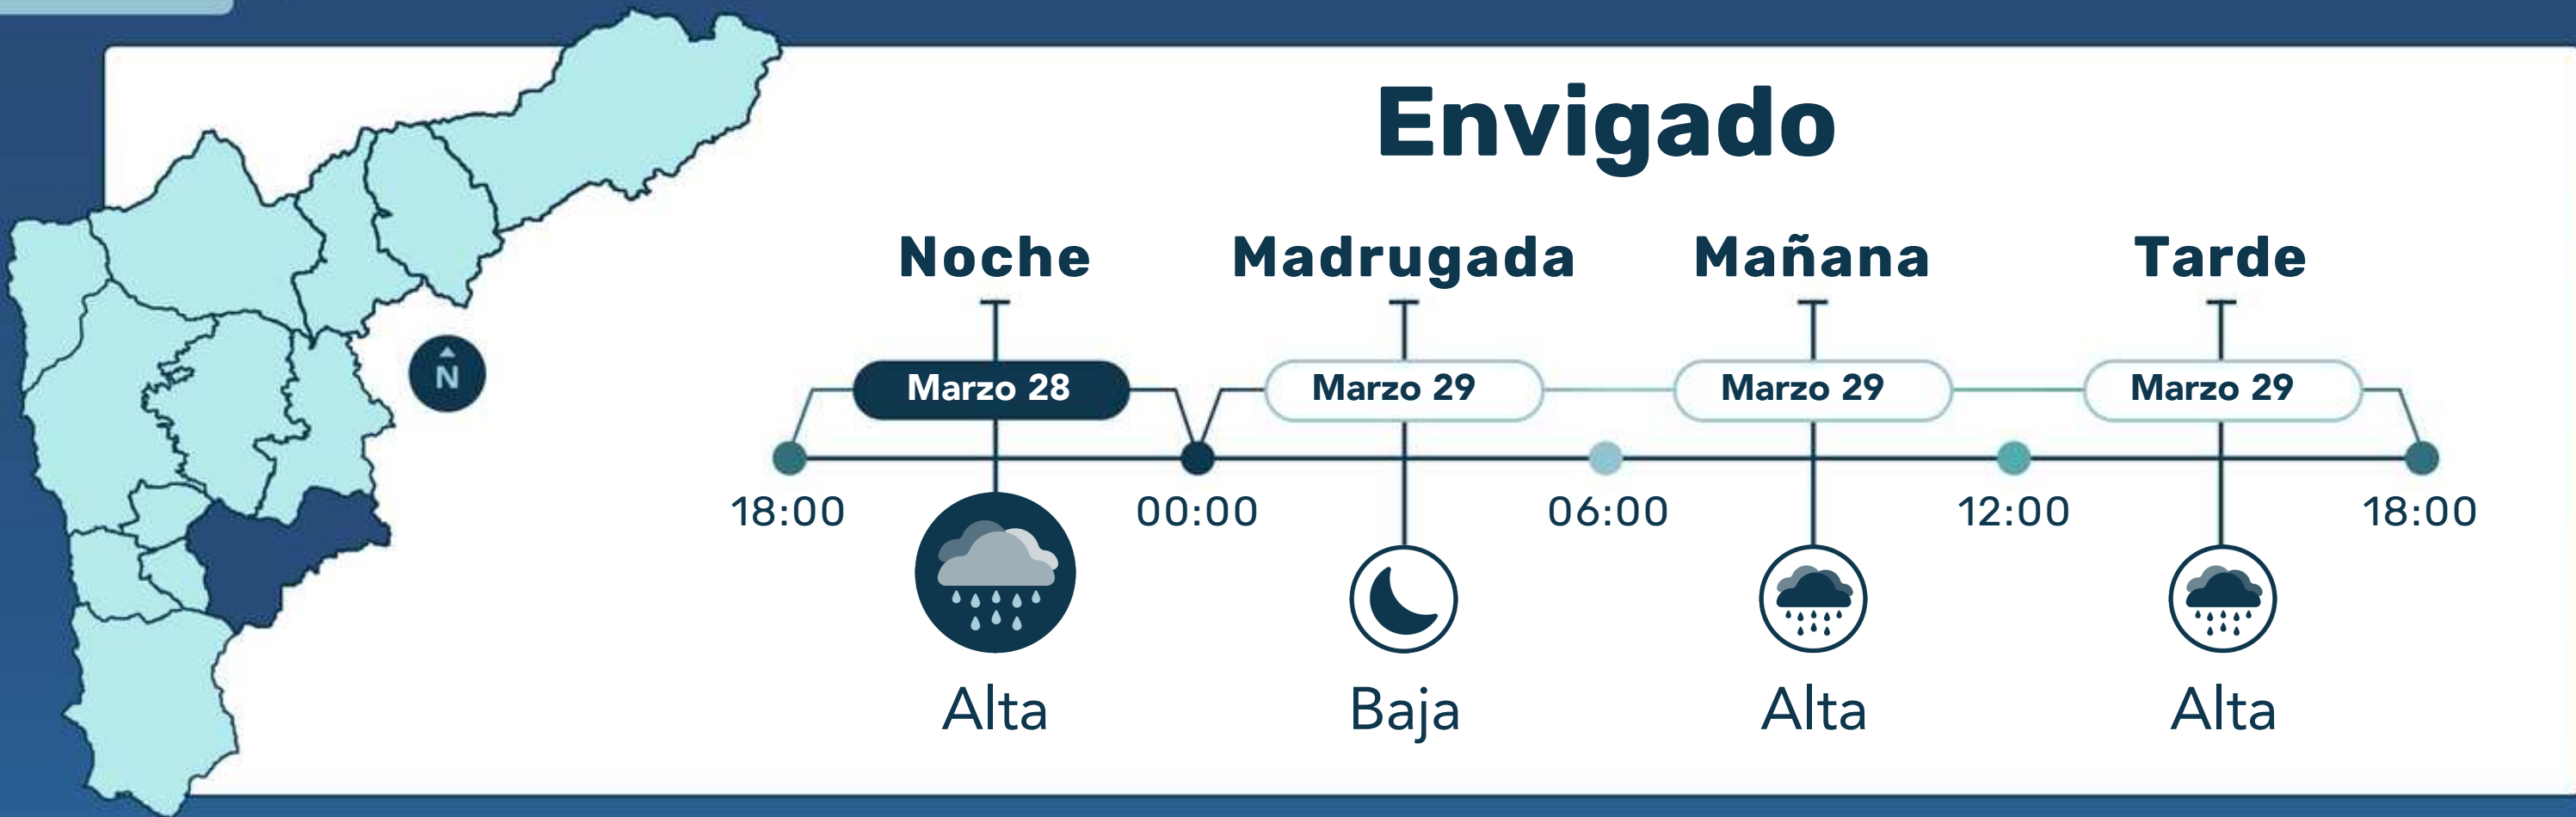 Envigado
Noche Madrugada Mañana Tarde
N
Marzo 28 Marzo 29 Marzo 29 Marzo 29
18:00 00:00 06:00 12:00 18:00
Alta Baja Alta Alta